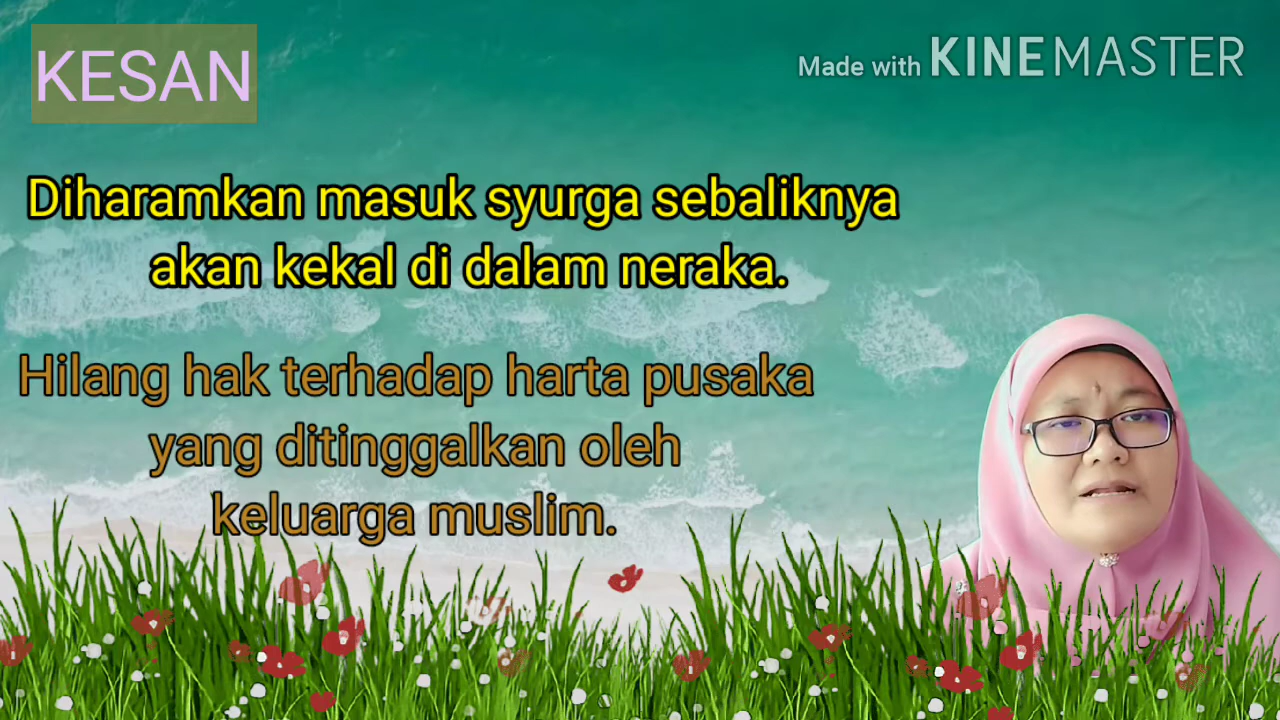 KESAN
Made with KINEMASTER
Diharamkan masuk syurga sebaliknya
akan kekal di dalam neraka.
Hilang hak terhadap harta pusaka
yang ditinggalkan oleh
keluarga muslim.